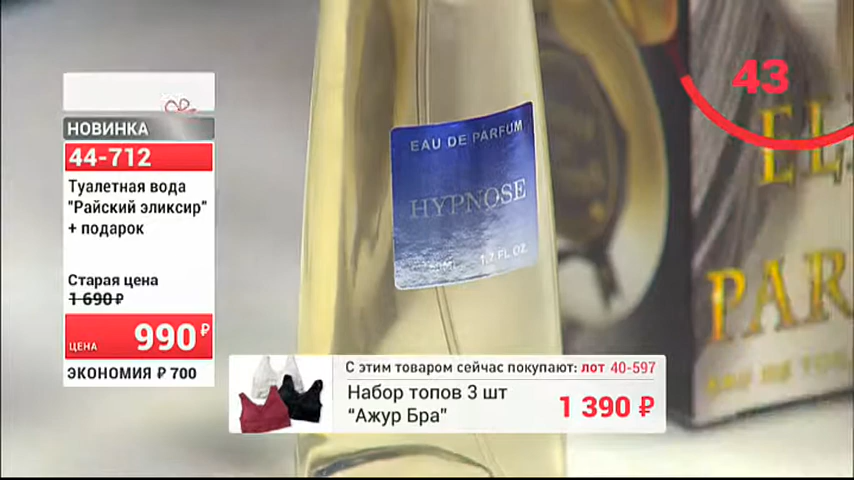 НОВИНКА
44-712
Туалетная вода
"Райский эликсир"
+ подарок
Старая цена
1 690 ₽
ЦЕНА 990 ₽
ЭКОНОМИЯ ₽ 700
EAU DE PARFUM
HYPNOSE
1.7 FL OZ
43
EL
PAR
С этим товаром сейчас покупают: лот 40-597
Набор топов 3 шт
"Ажур Бра"
1 390 ₽